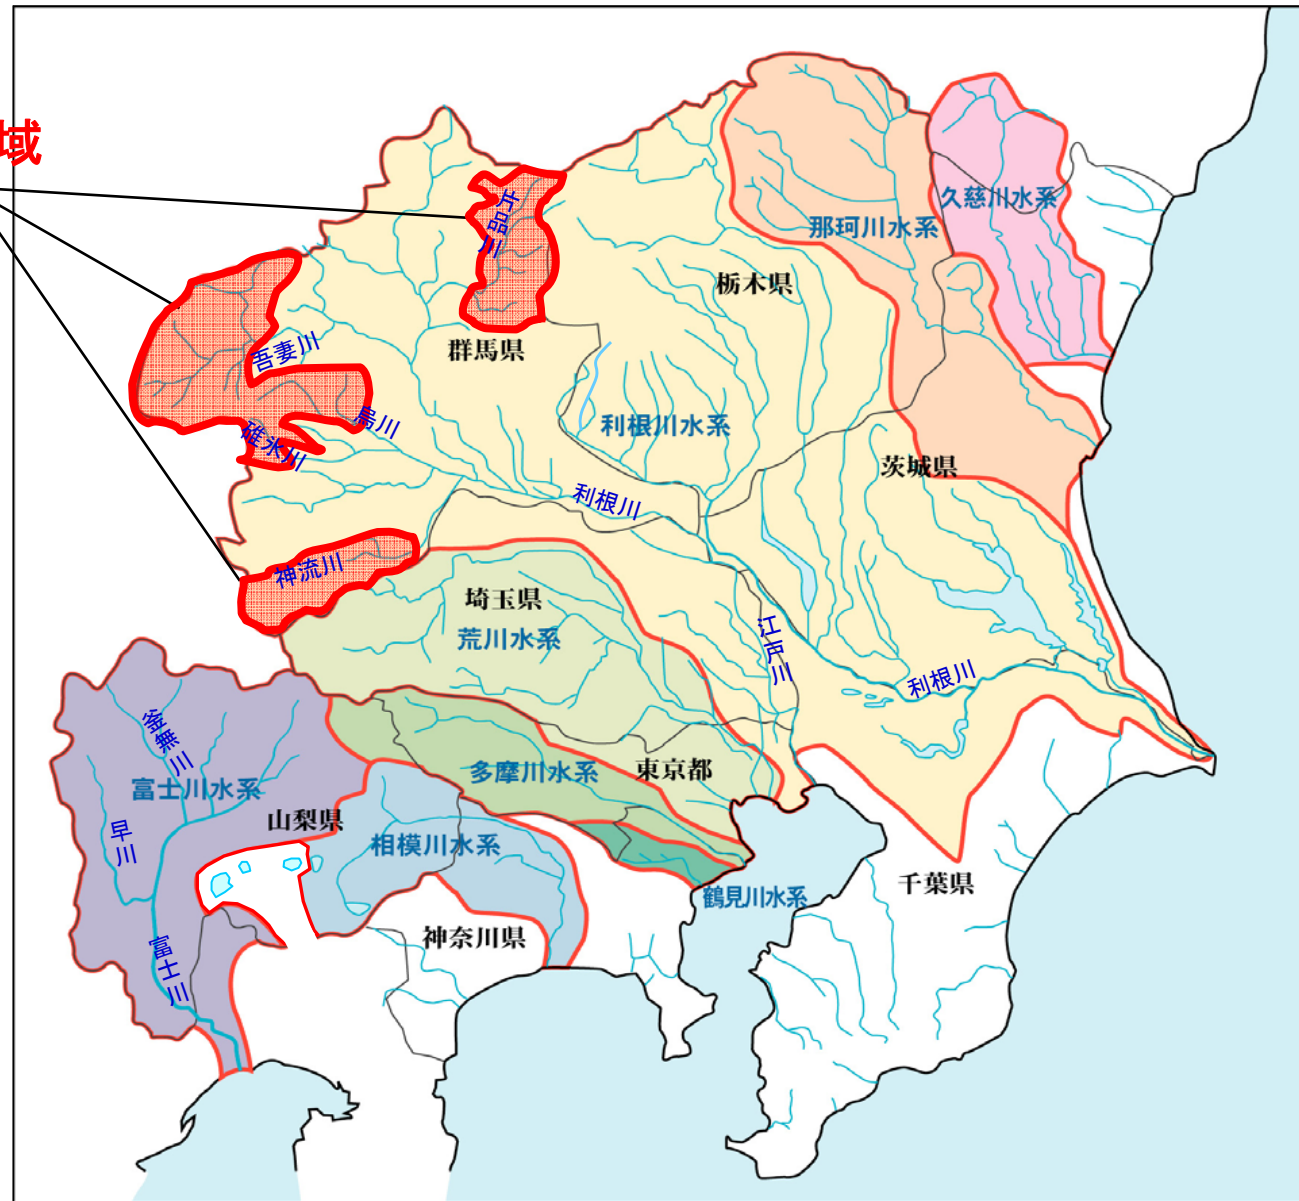 域
片品川
久慈川水系
那珂川水系
栃木県
吾妻川
群馬県
烏川
碓氷川
利根川水系
茨城県
利根川
神流川
埼玉県
荒川水系
江戸川
利根川
釜無川
富士川水系
多摩川水系
東京都
山梨県
早川
相模川水系
千葉県
鶴見川水系
神奈川県
富士川